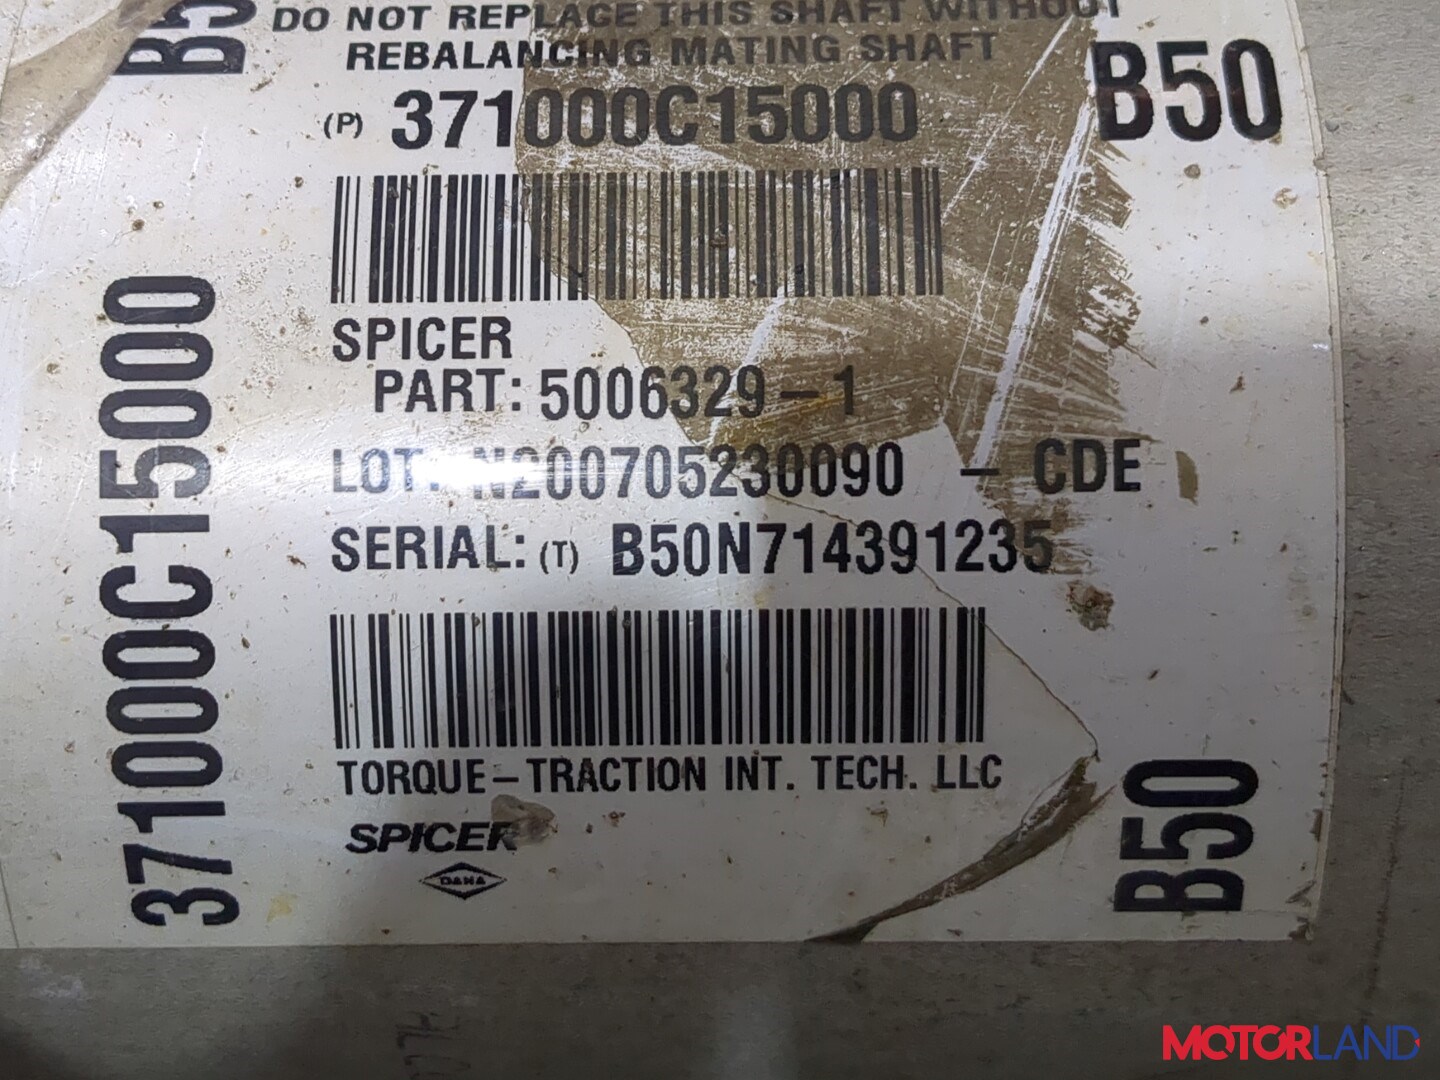 DO NOT REPLACE THIS SHAFT WITHOUT
REBALANCING MATING SHAFT
B50
(P) 371000C15000
B50
SPICER
PART: 5006329-1
LOT: N200705230090 - CDE
SERIAL: (T) B50N714391235
371000C15000
TORQUE-TRACTION INT. TECH. LLC
SPICER
DANA
B50
MOTORLAND